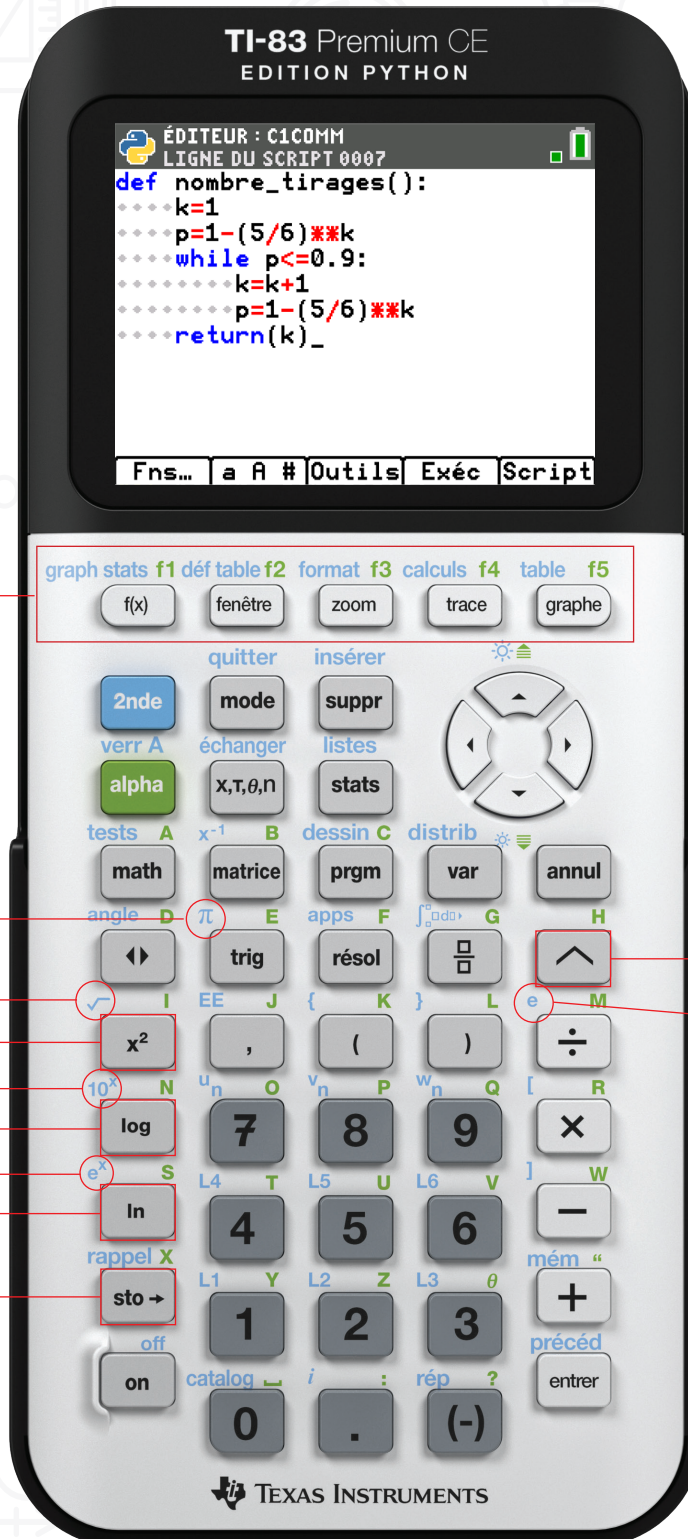 TI-83 Premium CE
EDITION PYTHON
ÉDITEUR : C1COMM
LIGNE DU SCRIPT 0007
def nombre_tirages():
k=1
p=1-(5/6)**k
while p<=0.9:
k=k+1
p=1-(5/6)**k
return(k)_
Fns… a A # Outils Exéc Script
graph stats f1 déf table f2 format f3 calculs f4 table f5
f(x) fenêtre zoom trace graphe
quitter insérer
2nde mode suppr
verr A échanger listes
alpha x,T,θ,n stats
tests A x⁻¹ B dessin C distrib
math matrice prgm var annul
angle D π E apps F ∫□d□ G H
trig résol
√ I EE J { K } L e M
x² , ( ) ÷
10ˣ N uₙ O vₙ P wₙ Q [ R
log 7 8 9 ×
eˣ S L4 T L5 U L6 V ] W
ln 4 5 6 −
rappel X L1 Y L2 Z L3 θ mém “
sto → 1 2 3 +
off catalog i : rép ? précéd
on 0 . (-) entrer
TEXAS INSTRUMENTS